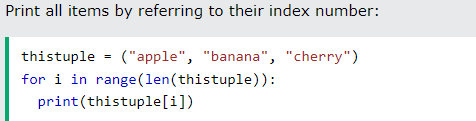 Print all items by referring to their index number:
thistuple = ("apple", "banana", "cherry")
for i in range(len(thistuple)):
  print(thistuple[i])